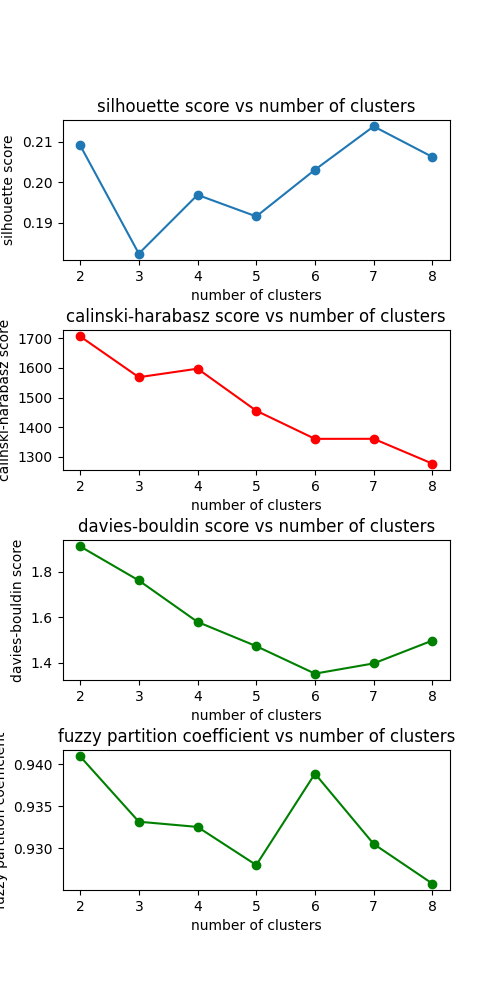 silhouette score vs number of clusters
silhouette score
0.21
0.20
0.19
2 3 4 5 6 7 8
number of clusters
calinski-harabasz score vs number of clusters
calinski-harabasz score
1700
1600
1500
1400
1300
2 3 4 5 6 7 8
number of clusters
davies-bouldin score vs number of clusters
davies-bouldin score
1.8
1.6
1.4
2 3 4 5 6 7 8
number of clusters
fuzzy partition coefficient vs number of clusters
fuzzy partition coefficient
0.940
0.935
0.930
2 3 4 5 6 7 8
number of clusters